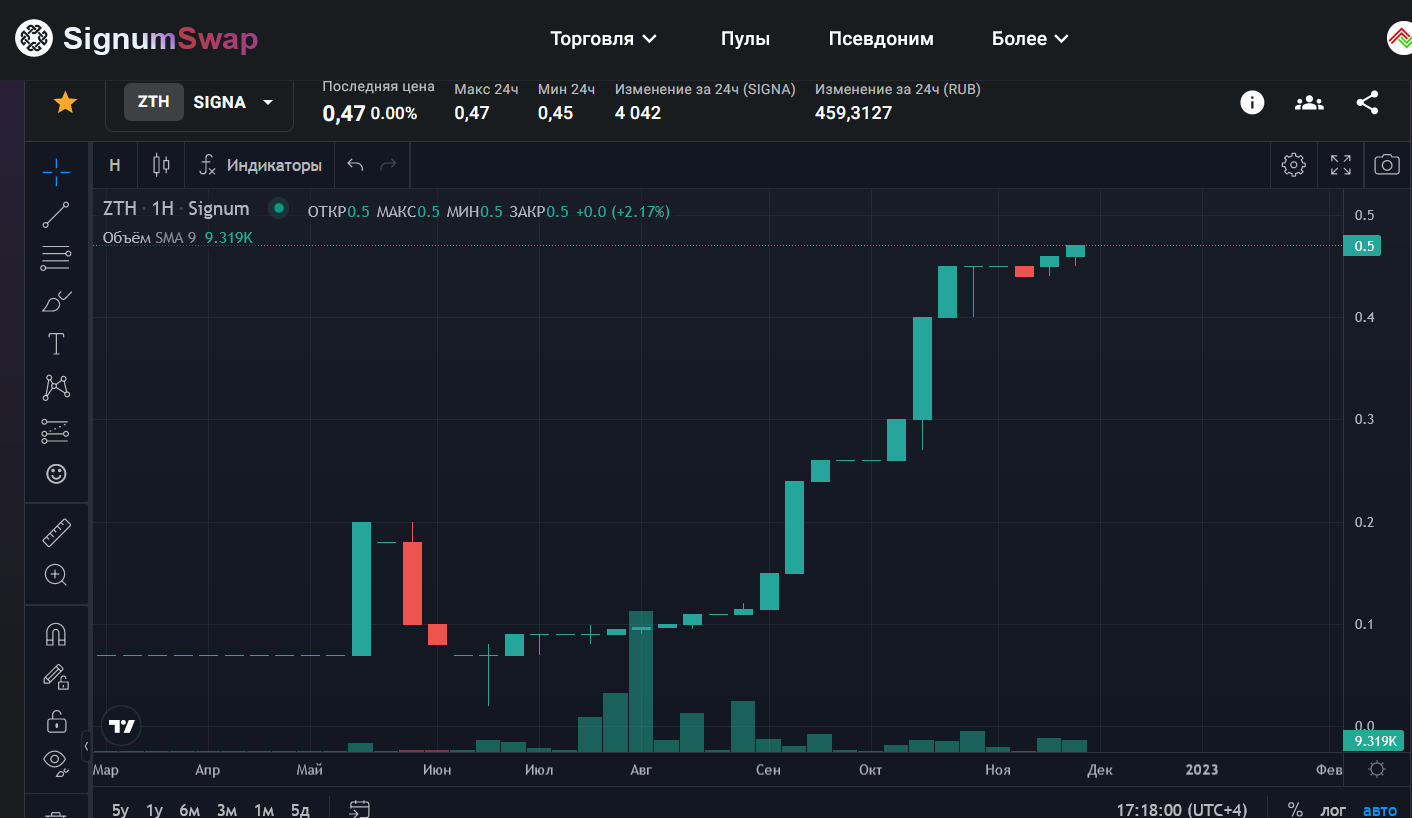 SignumSwap Торговля Пулы Псевдоним Более
Последняя цена Макс 24ч Мин 24ч Изменение за 24ч (SIGNA) Изменение за 24ч (RUB)
ZTH SIGNA 0,47 0.00% 0,47 0,45 4 042 459,3127
Н Индикаторы
ZTH · 1Н · Signum ОТКР0.5 МАКС0.5 МИН0.5 ЗАКР0.5 +0.0 (+2.17%)
Объём SMA 9 9.319K
0.5
0.5
0.4
0.3
0.2
0.1
0.0
9.319K
Мар Апр Май Июн Июл Авг Сен Окт Ноя Дек 2023 Фев
5y 1y 6м 3м 1м 5д 17:18:00 (UTC+4) % лог авто